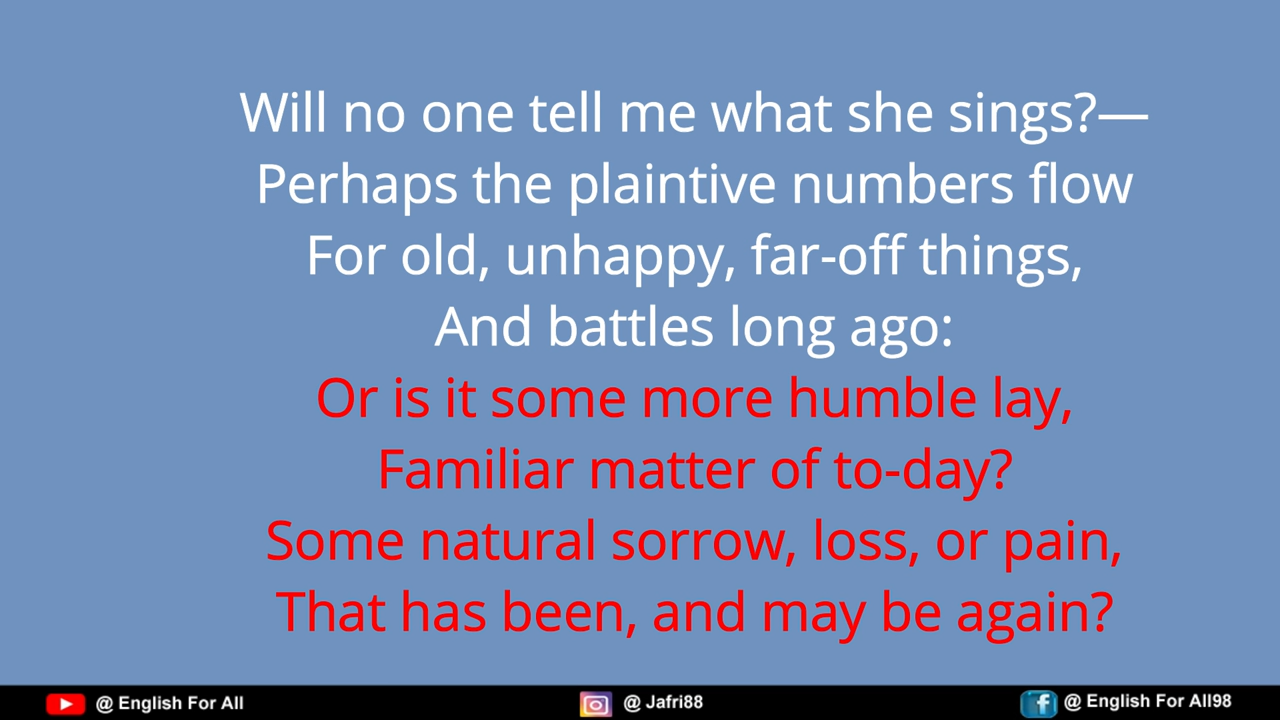 Will no one tell me what she sings?—
Perhaps the plaintive numbers flow
For old, unhappy, far-off things,
And battles long ago:
Or is it some more humble lay,
Familiar matter of to-day?
Some natural sorrow, loss, or pain,
That has been, and may be again?
@ English For All @ Jafri88 @ English For All98